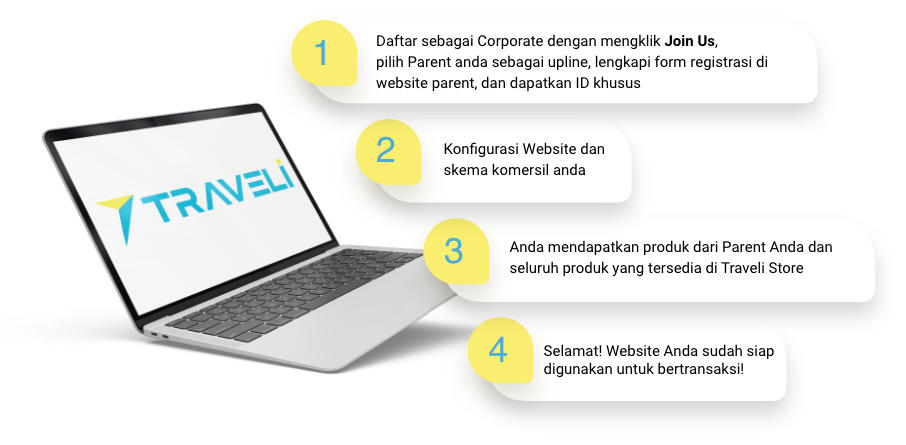 TRAVELI
1
Daftar sebagai Corporate dengan mengklik Join Us,
pilih Parent anda sebagai upline, lengkapi form registrasi di
website parent, dan dapatkan ID khusus
2
Konfigurasi Website dan
skema komersil anda
3
Anda mendapatkan produk dari Parent Anda dan
seluruh produk yang tersedia di Traveli Store
4
Selamat! Website Anda sudah siap
digunakan untuk bertransaksi!